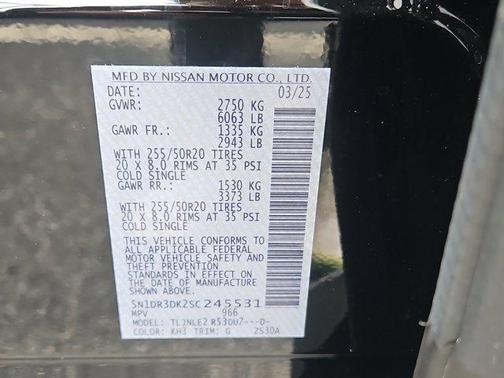 MFD BY NISSAN MOTOR CO., LTD.
DATE: 03/25
GVWR: 2750 KG
6063 LB
GAWR FR.: 1335 KG
2943 LB
WITH 255/50R20 TIRES
20 X 8.0 RIMS AT 35 PSI
COLD SINGLE
GAWR RR.: 1530 KG
3373 LB
WITH 255/50R20 TIRES
20 X 8.0 RIMS AT 35 PSI
COLD SINGLE
THIS VEHICLE CONFORMS TO
ALL APPLICABLE FEDERAL
MOTOR VEHICLE SAFETY AND
THEFT PREVENTION
STANDARDS IN EFFECT ON
THE DATE OF MANUFACTURE
SHOWN ABOVE.
5N1DR3DK2SC245531
MPV 966
MODEL:
COLOR: KH3 TRIM: G